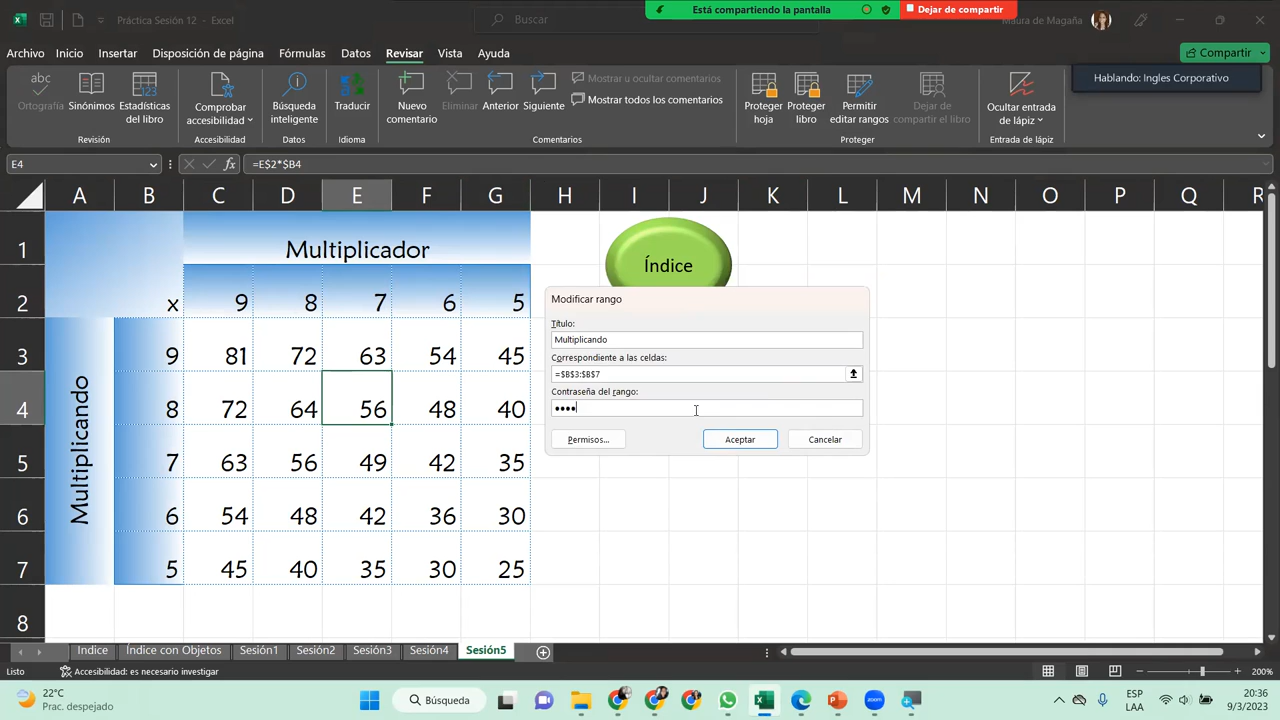 Práctica Sesión 12 - Excel
Buscar
Está compartiendo la pantalla
Dejar de compartir
Maura de Magaña
Archivo Inicio Insertar Disposición de página Fórmulas Datos Revisar Vista Ayuda
Compartir
Hablando: Ingles Corporativo
abc
Ortografía
Sinónimos
Estadísticas
del libro
Revisión
Comprobar
accesibilidad
Accesibilidad
Búsqueda
inteligente
Datos
Traducir
Idioma
Nuevo
comentario
Eliminar
Anterior
Siguiente
Mostrar u ocultar comentarios
Mostrar todos los comentarios
Comentarios
Proteger
hoja
Proteger
libro
Permitir
editar rangos
Dejar de
compartir el libro
Proteger
Ocultar entrada
de lápiz
Entrada de lápiz
E4
fx
=E$2*$B4
A B C D E F G H I J K L M N O P Q R
1 Multiplicador
Índice
2 x 9 8 7 6 5
3 9 81 72 63 54 45
4 8 72 64 56 48 40
5 7 63 56 49 42 35
6 6 54 48 42 36 30
7 5 45 40 35 30 25
8
Multiplicando
Modificar rango
Título:
Multiplicando
Correspondiente a las celdas:
=$B$3:$B$7
Contraseña del rango:
••••
Permisos...
Aceptar
Cancelar
Indice Índice con Objetos Sesión1 Sesión2 Sesión3 Sesión4 Sesión5
Listo
Accesibilidad: es necesario investigar
200%
22°C
Prac. despejado
Búsqueda
zoom
ESP
LAA
20:36
9/3/2023